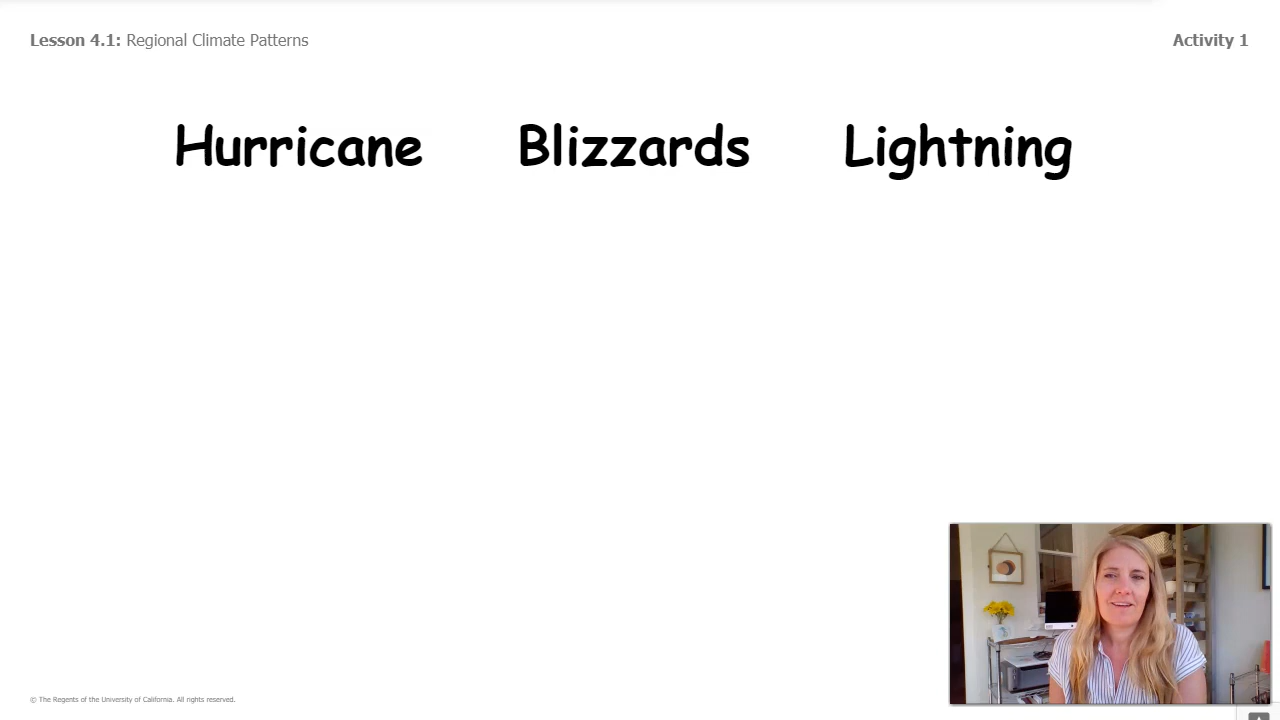 Lesson 4.1: Regional Climate Patterns
Activity 1
Hurricane Blizzards Lightning
© The Regents of the University of California. All rights reserved.